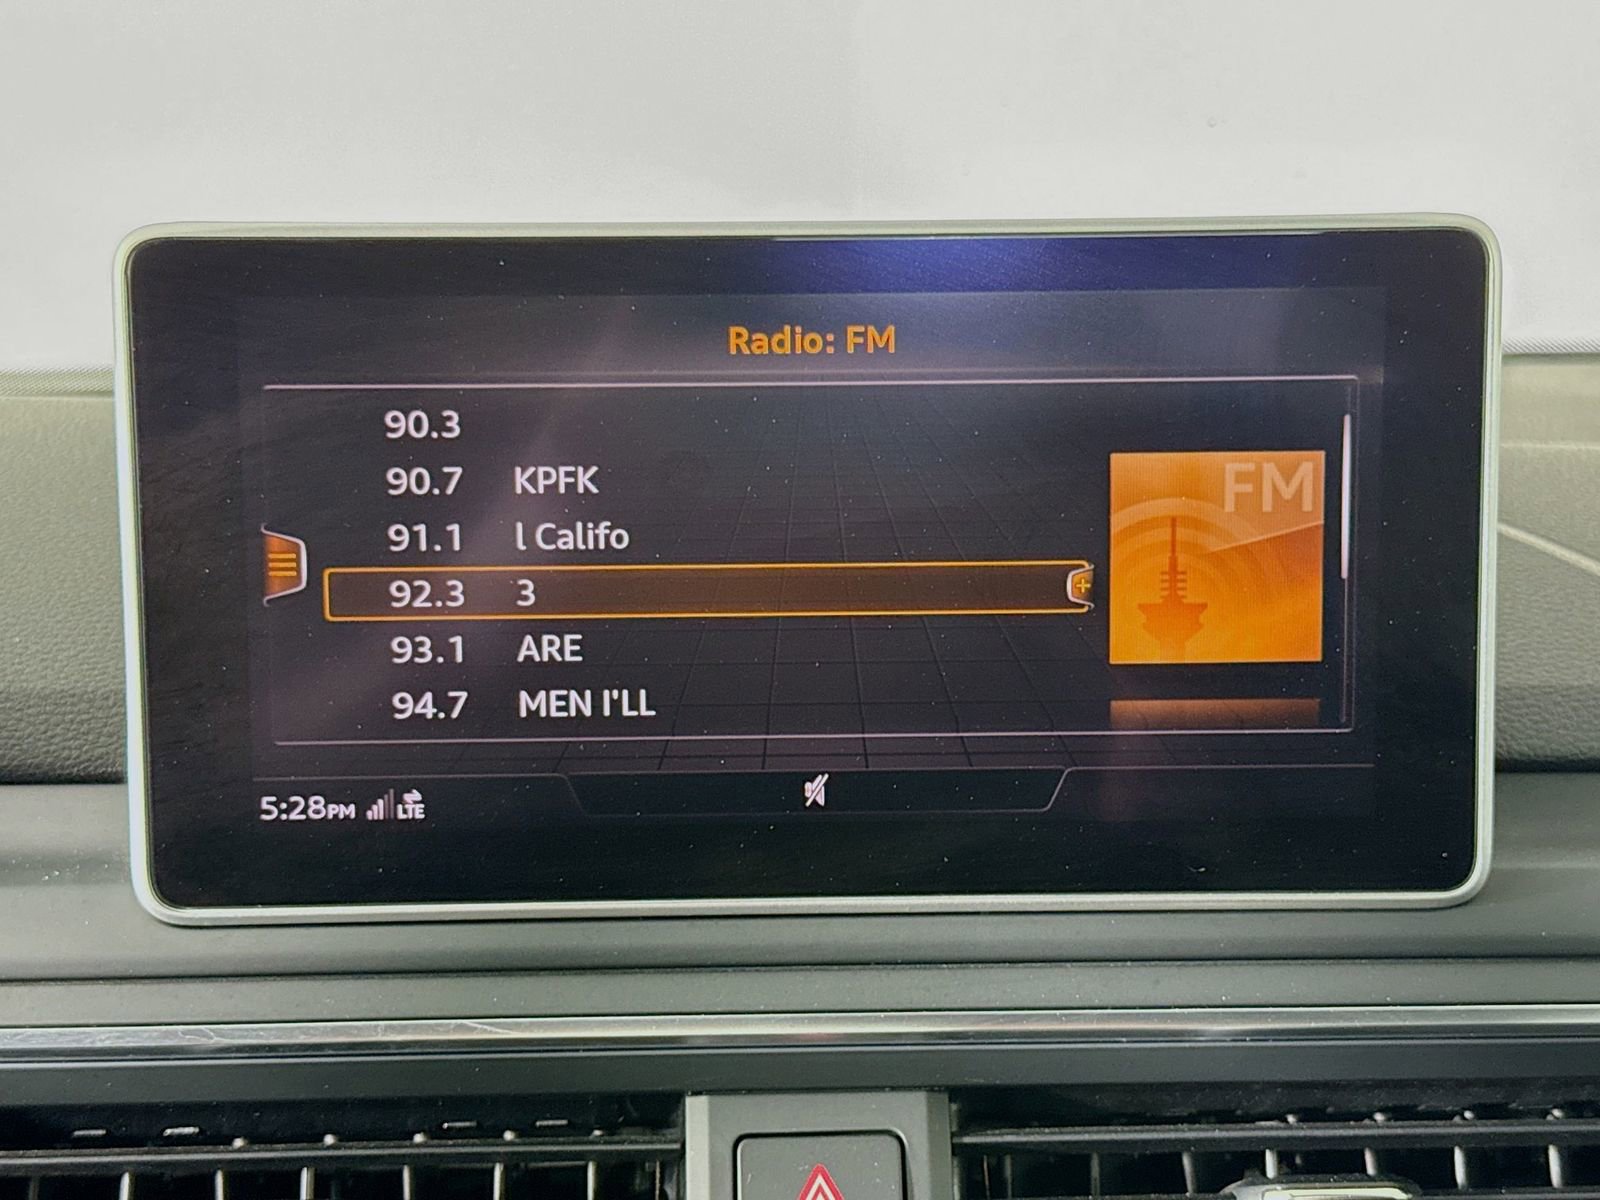 Radio: FM
90.3
90.7 KPFK
91.1 l Califo
92.3 3
93.1 ARE
94.7 MEN I'LL
FM
5:28PM LTE